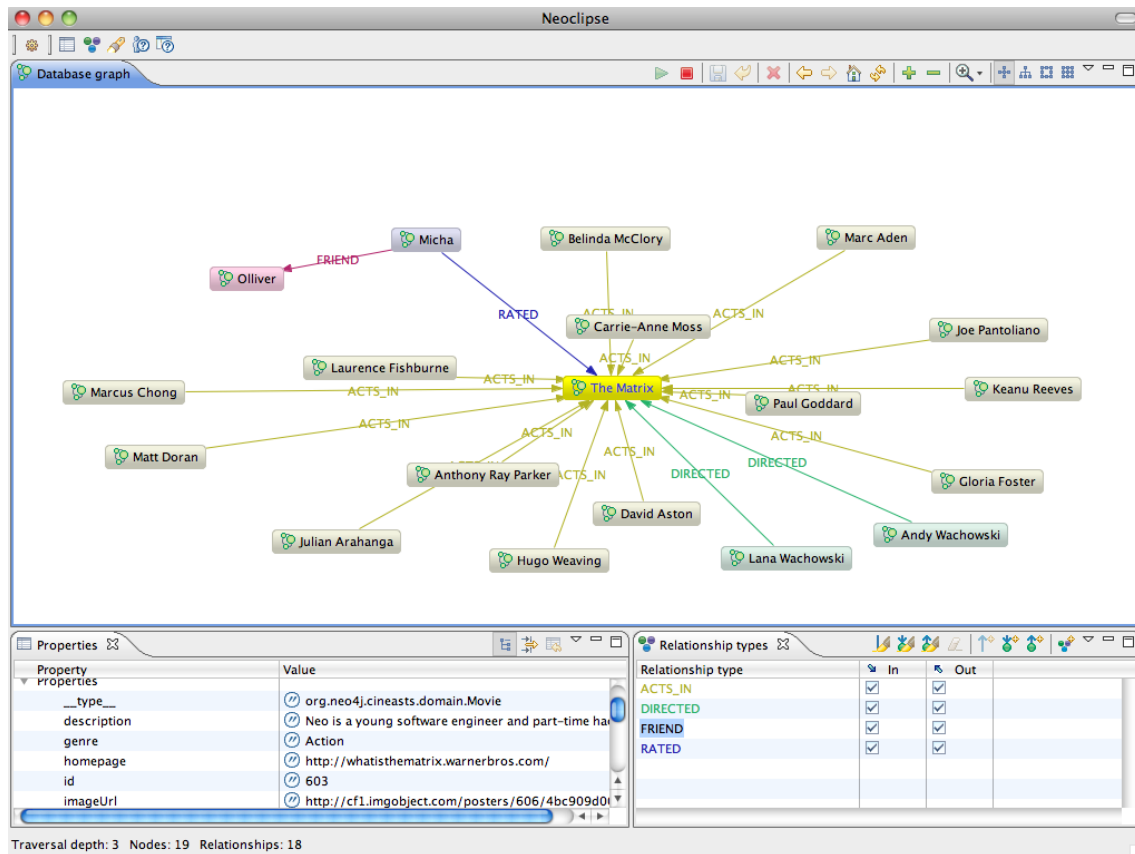 Neoclipse
Database graph
Micha
Belinda McClory
Marc Aden
FRIEND
Olliver
RATED
ACTS_IN
ACTS_IN
Carrie-Anne Moss
Joe Pantoliano
ACTS_IN
ACTS_IN
Laurence Fishburne
ACTS_IN
The Matrix
Marcus Chong
ACTS_IN
ACTS_IN
ACTS_IN
Keanu Reeves
Paul Goddard
ACTS_IN
ACTS_IN
ACTS_IN
Matt Doran
ACTS_IN
DIRECTED
Anthony Ray Parker
ACTS_IN
DIRECTED
Gloria Foster
David Aston
Andy Wachowski
Julian Arahanga
Hugo Weaving
Lana Wachowski
Properties
Property Value
Properties
__type__ org.neo4j.cineasts.domain.Movie
description Neo is a young software engineer and part-time ha
genre Action
homepage http://whatisthematrix.warnerbros.com/
id 603
imageUrl http://cf1.imgobject.com/posters/606/4bc909d0
Relationship types
Relationship type In Out
ACTS_IN
DIRECTED
FRIEND
RATED
Traversal depth: 3 Nodes: 19 Relationships: 18